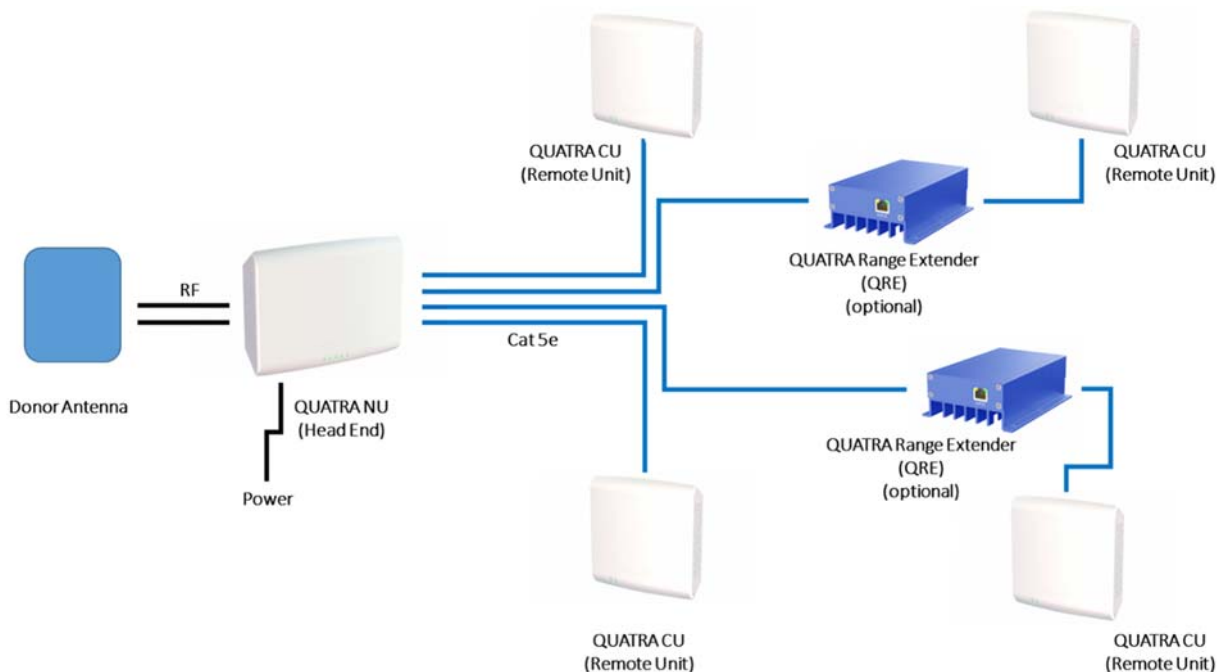 QUATRA CU
(Remote Unit)
QUATRA CU
(Remote Unit)
QUATRA Range Extender
(QRE)
(optional)
RF
Cat 5e
Donor Antenna
QUATRA NU
(Head End)
Power
QUATRA Range Extender
(QRE)
(optional)
QUATRA CU
(Remote Unit)
QUATRA CU
(Remote Unit)